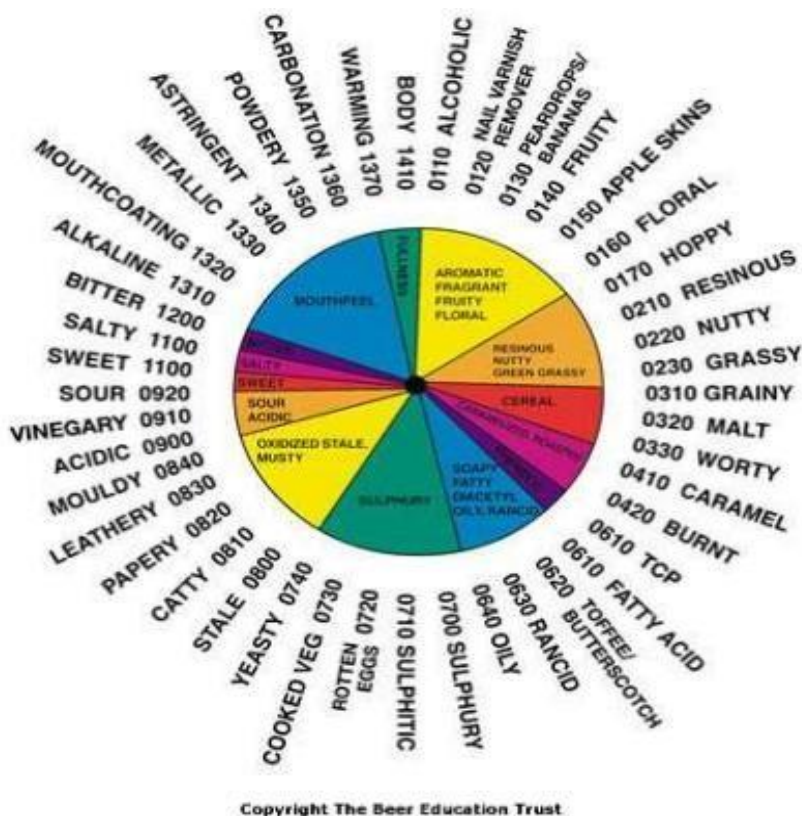 0110 ALCOHOLIC
0120 NAIL VARNISH
REMOVER
0130 PEARDROPS/
BANANAS
0140 FRUITY
0150 APPLE SKINS
0160 FLORAL
0170 HOPPY
0210 RESINOUS
0220 NUTTY
0230 GRASSY
0310 GRAINY
0320 MALT
0330 WORTY
0410 CARAMEL
0420 BURNT
0610 TCP
0610 FATTY ACID
0620 TOFFEE/
BUTTERSCOTCH
0630 RANCID
0640 OILY
0700 SULPHURY
0710 SULPHITIC
ROTTEN
EGGS 0720
COOKED VEG 0730
YEASTY 0740
STALE 0800
CATTY 0810
PAPERY 0820
LEATHERY 0830
MOULDY 0840
ACIDIC 0900
VINEGARY 0910
SOUR 0920
SWEET 1100
SALTY 1100
BITTER 1200
ALKALINE 1310
MOUTHCOATING 1320
METALLIC 1330
ASTRINGENT 1340
POWDERY 1350
CARBONATION 1360
WARMING 1370
BODY 1410
FULLNESS
AROMATIC
FRAGRANT
FRUITY
FLORAL
RESINOUS
NUTTY
GREEN GRASSY
CEREAL
CARAMELIZED, ROASTED
SOAPY
FATTY
DIACETYL
OILY, RANCID
SULPHURY
OXIDIZED STALE,
MUSTY
SOUR
ACIDIC
SWEET
SALTY
MOUTHFEEL
Copyright The Beer Education Trust